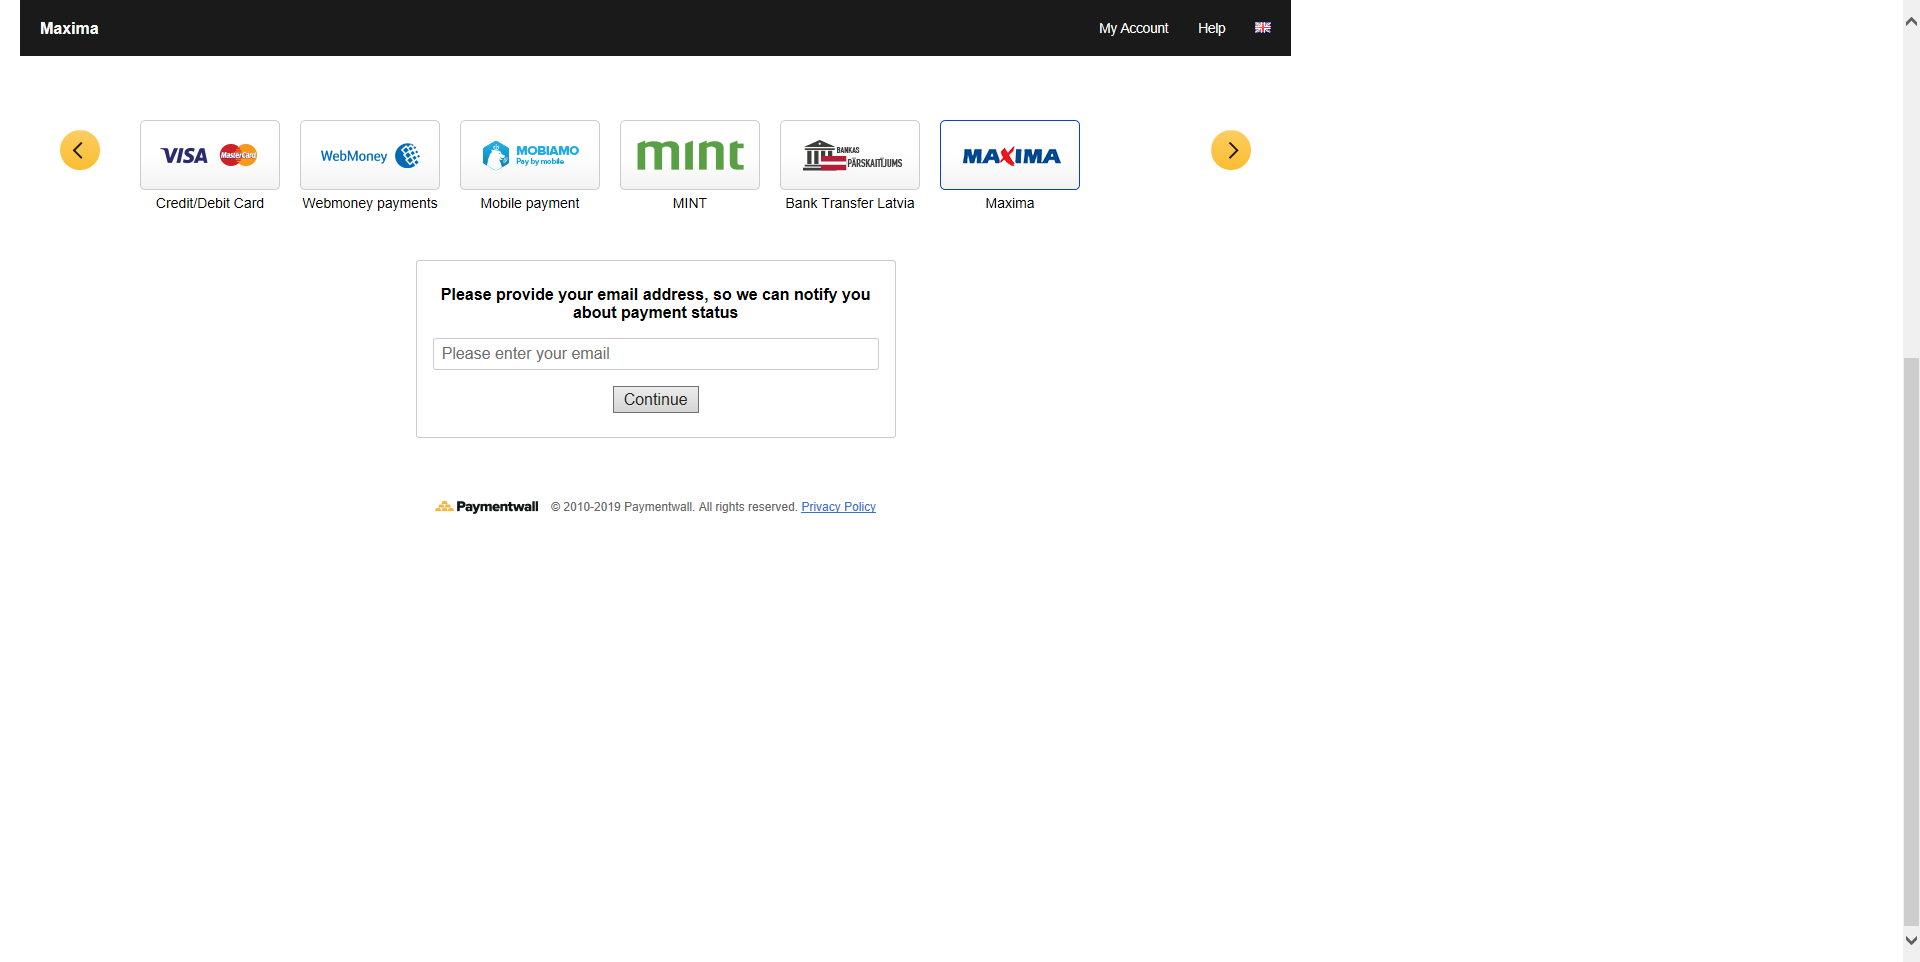 Maxima
My Account
Help
VISA
MasterCard
WebMoney
MOBIAMO
Pay by mobile
mint
BANKAS
PĀRSKAITĪJUMS
MAXIMA
Credit/Debit Card
Webmoney payments
Mobile payment
MINT
Bank Transfer Latvia
Maxima
Please provide your email address, so we can notify you
about payment status
Please enter your email
Continue
Paymentwall © 2010-2019 Paymentwall. All rights reserved. Privacy Policy